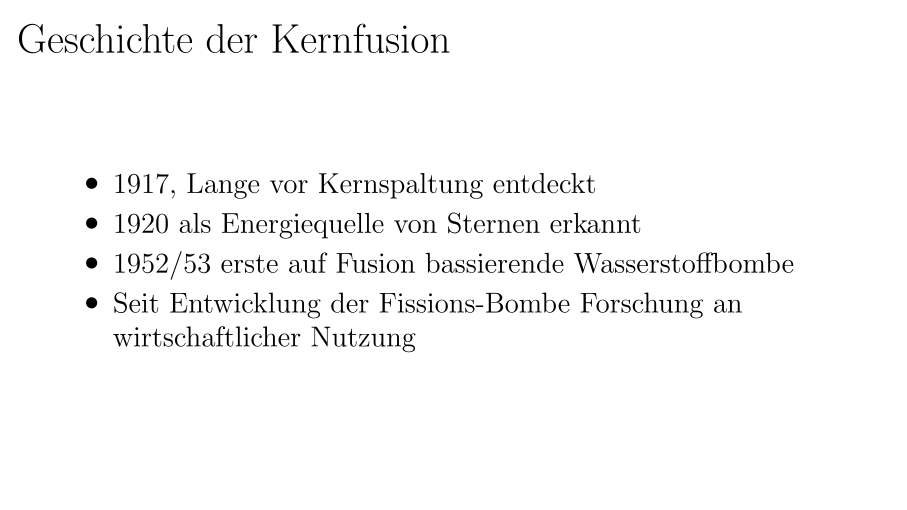 Geschichte der Kernfusion
• 1917, Lange vor Kernspaltung entdeckt
• 1920 als Energiequelle von Sternen erkannt
• 1952/53 erste auf Fusion bassierende Wasserstoffbombe
• Seit Entwicklung der Fissions-Bombe Forschung an
wirtschaftlicher Nutzung